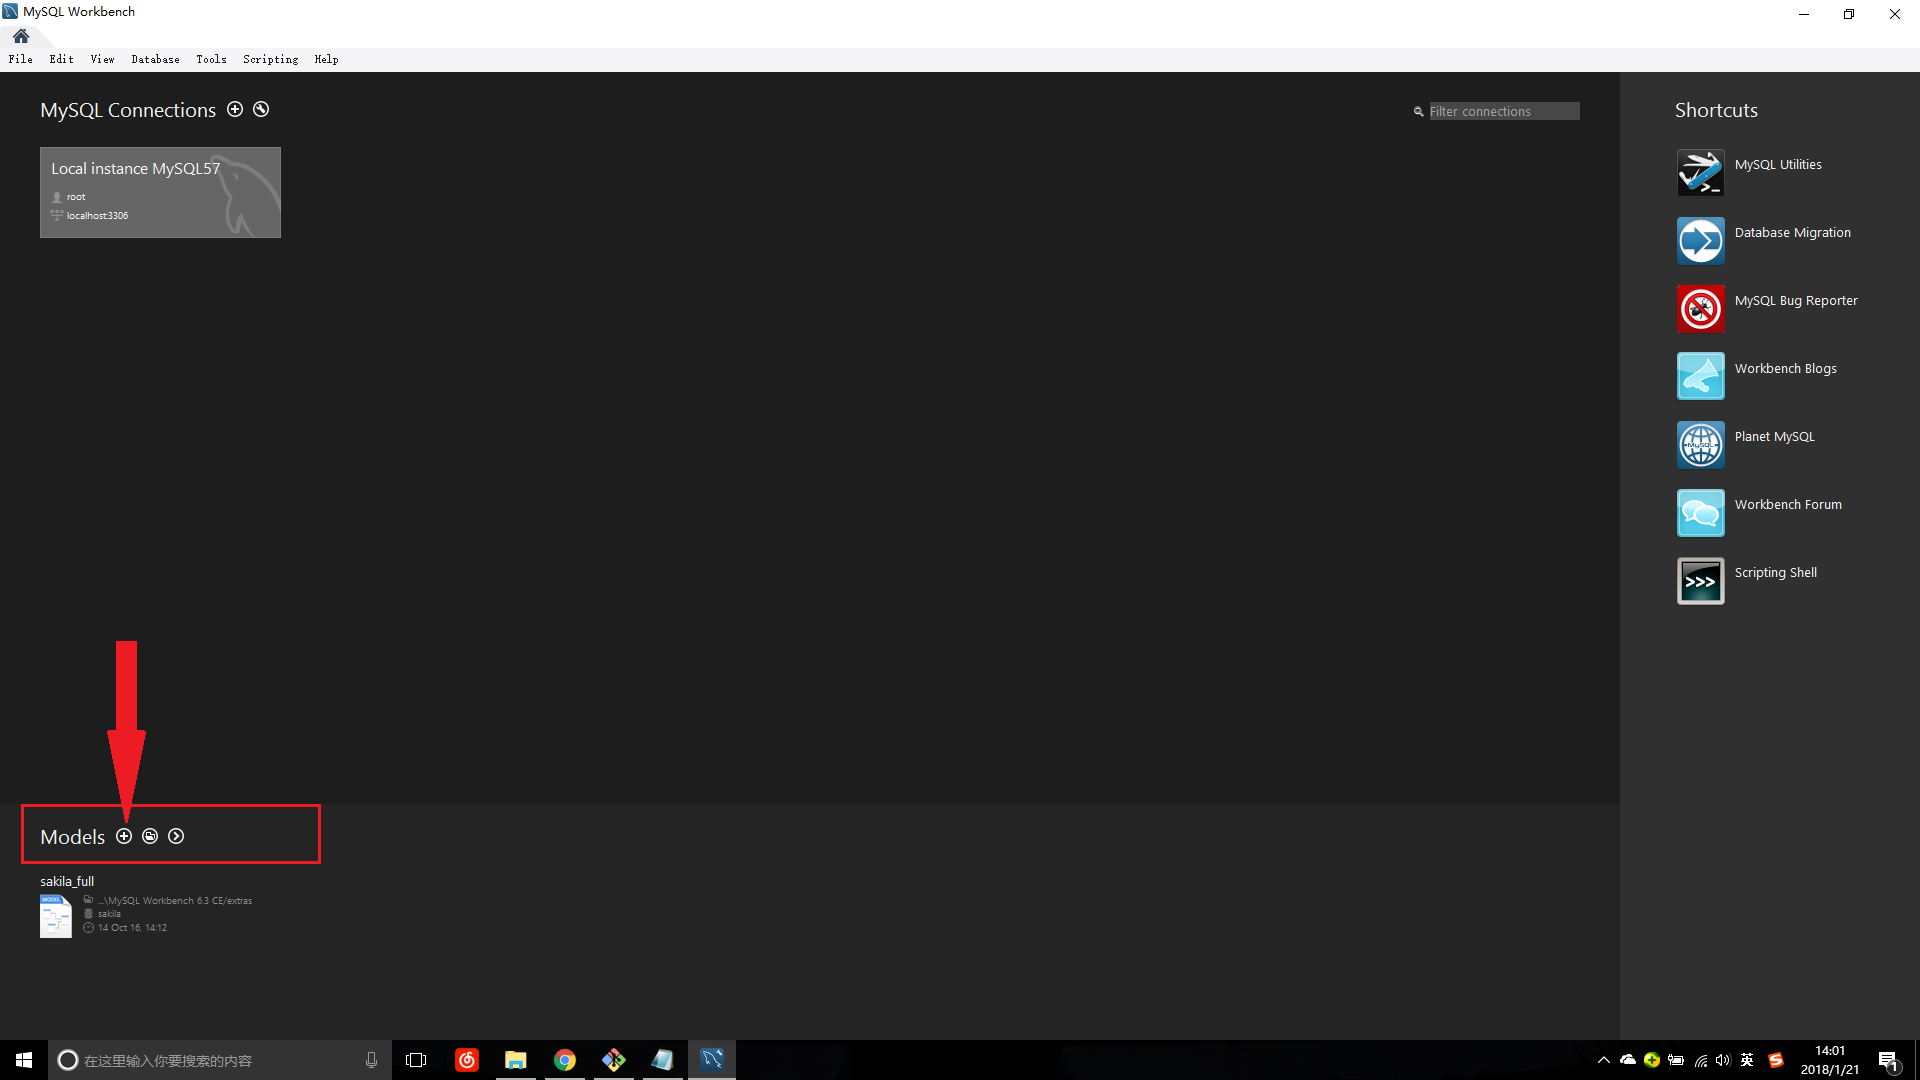 MySQL Workbench
File Edit View Database Tools Scripting Help
MySQL Connections
Filter connections
Local instance MySQL57
root
localhost:3306
Shortcuts
MySQL Utilities
Database Migration
MySQL Bug Reporter
Workbench Blogs
MySQL
Planet MySQL
Workbench Forum
>>>
Scripting Shell
Models
sakila_full
MODEL
...\MySQL Workbench 6.3 CE/extras
sakila
14 Oct 16, 14:12
在这里输入你要搜索的内容
英
S
14:01
2018/1/21
1